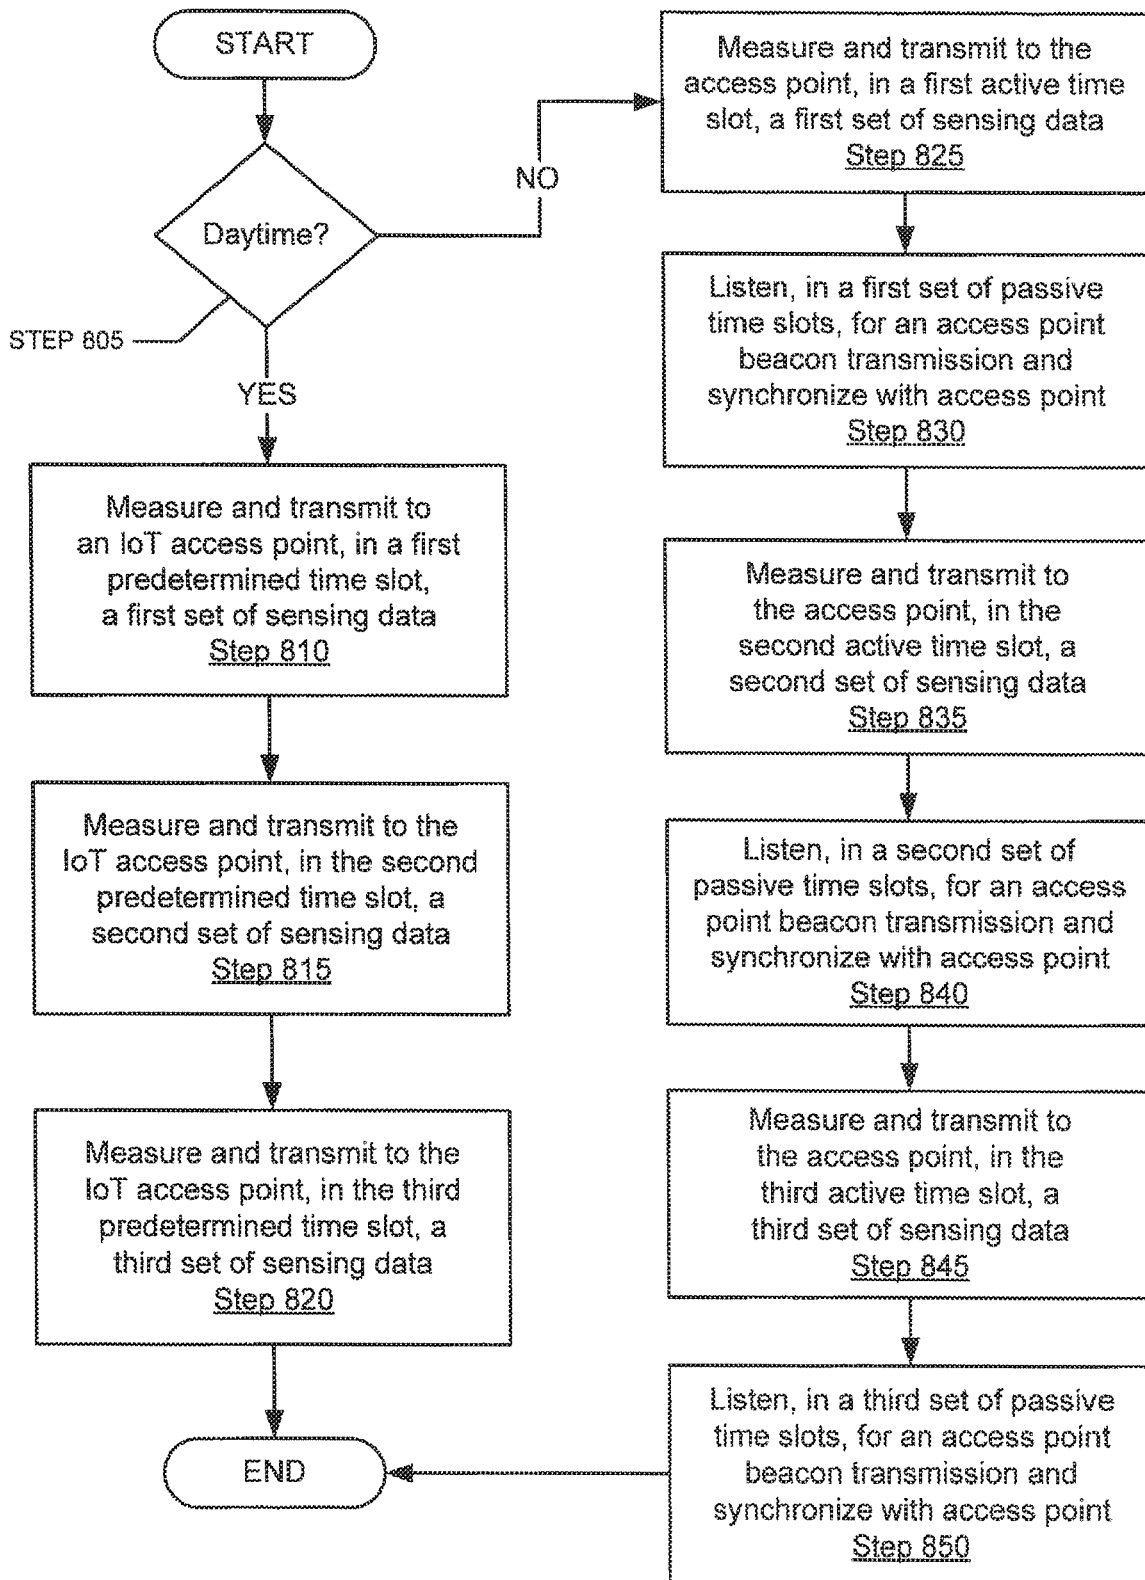 START
Daytime?
STEP 805
NO
YES
Measure and transmit to
an IoT access point, in a first
predetermined time slot,
a first set of sensing data
Step 810
Measure and transmit to the
IoT access point, in the second
predetermined time slot, a
second set of sensing data
Step 815
Measure and transmit to the
IoT access point, in the third
predetermined time slot, a
third set of sensing data
Step 820
END
Measure and transmit to the
access point, in a first active time
slot, a first set of sensing data
Step 825
Listen, in a first set of passive
time slots, for an access point
beacon transmission and
synchronize with access point
Step 830
Measure and transmit to
the access point, in the
second active time slot, a
second set of sensing data
Step 835
Listen, in a second set of
passive time slots, for an access
point beacon transmission and
synchronize with access point
Step 840
Measure and transmit to
the access point, in the
third active time slot, a
third set of sensing data
Step 845
Listen, in a third set of passive
time slots, for an access point
beacon transmission and
synchronize with access point
Step 850